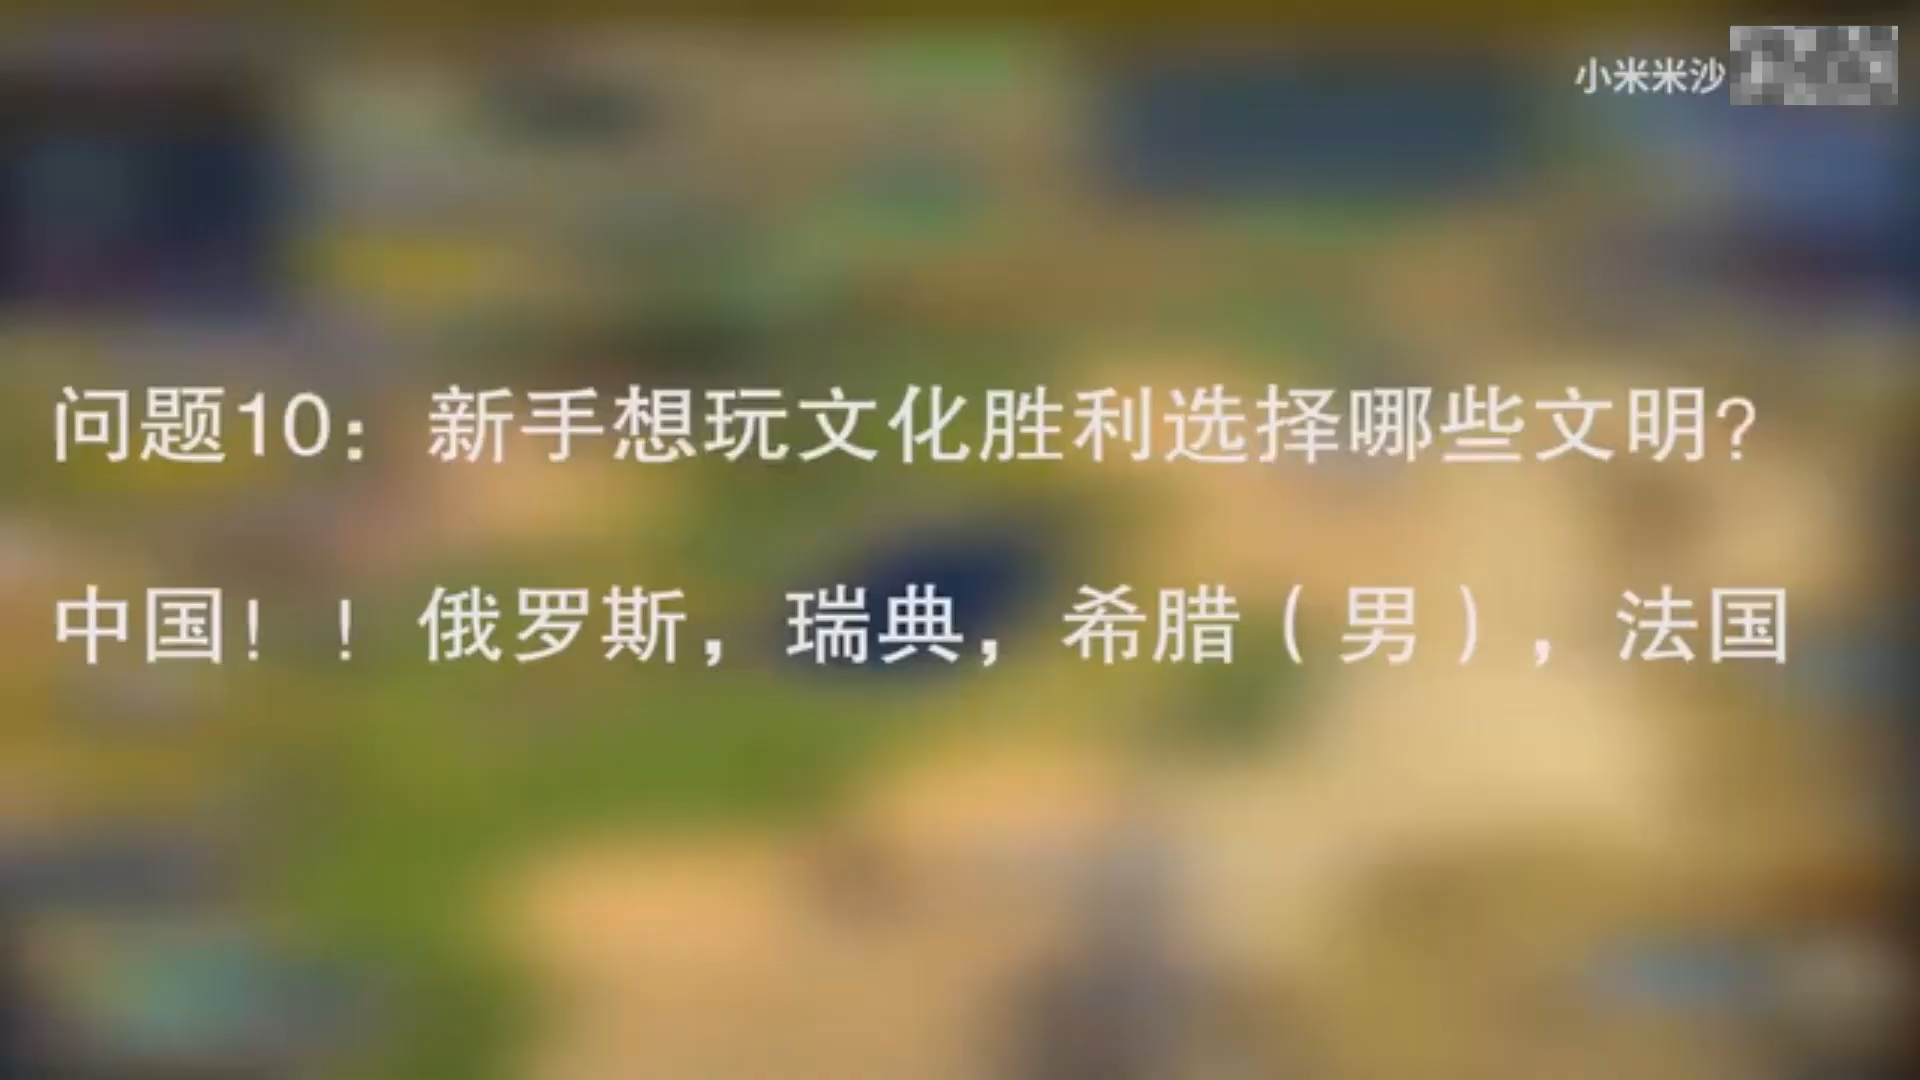 小米米沙
问题10：新手想玩文化胜利选择哪些文明？
中国！！俄罗斯，瑞典，希腊（男），法国